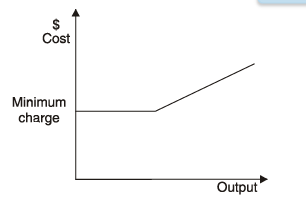 $
Cost
Minimum
charge
Output